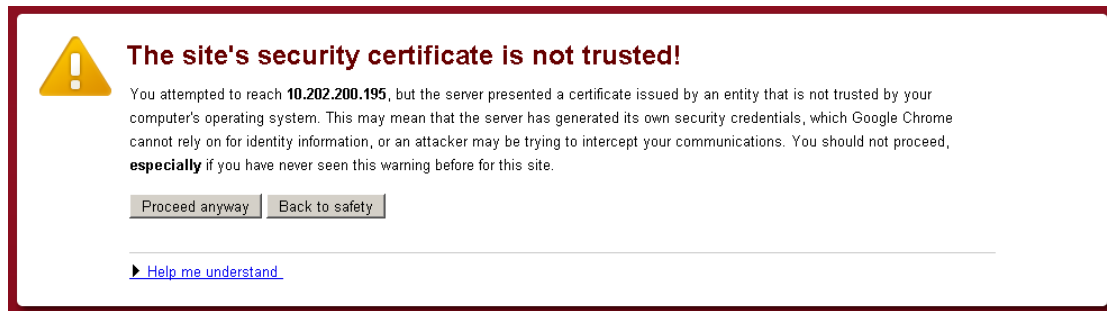 The site's security certificate is not trusted!
You attempted to reach 10.202.200.195, but the server presented a certificate issued by an entity that is not trusted by your
computer's operating system. This may mean that the server has generated its own security credentials, which Google Chrome
cannot rely on for identity information, or an attacker may be trying to intercept your communications. You should not proceed,
especially if you have never seen this warning before for this site.
Proceed anyway Back to safety
Help me understand